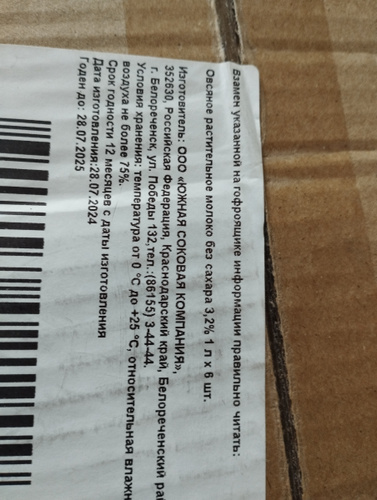 Взамен указанной на гофроящике информации правильно читать:
Овсяное растительное молоко без сахара 3,2% 1 л х 6 шт.
Изготовитель: ООО «ЮЖНАЯ СОКОВАЯ КОМПАНИЯ»,
352630, Российская Федерация, Краснодарский край, Белореченский ра
г. Белореченск, ул. Победы 132,тел.:(86155) 3-44-44.
Условия хранения: температура от 0 °С до +25 °С, относительная влажн
воздуха не более 75%.
Срок годности 12 месяцев с даты изготовления
Дата изготовления:28.07.2024
Годен до: 28.07.2025